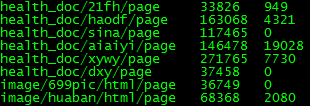 health_doc/21fh/page 33826 949
health_doc/haodf/page 163068 4321
health_doc/sina/page 117465 0
health_doc/aiaiyi/page 146478 19028
health_doc/xywy/page 271765 7730
health_doc/dxy/page 37458 0
image/699pic/html/page 36749 0
image/huaban/html/page 68368 2080